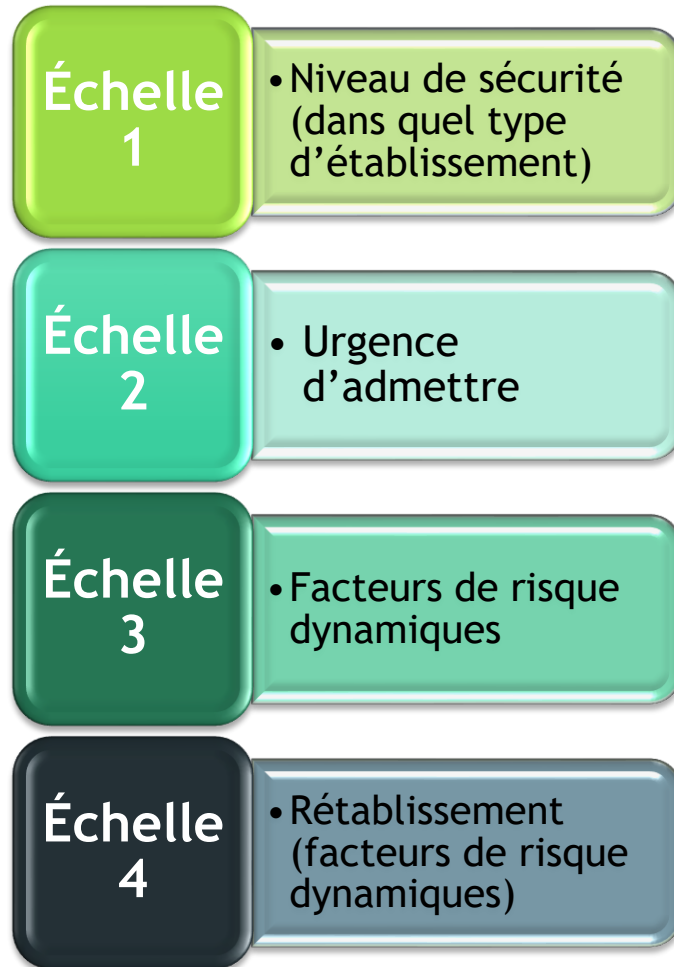 Échelle
1
•Niveau de sécurité
(dans quel type
d’établissement)
Échelle
2
• Urgence
d’admettre
Échelle
3
•Facteurs de risque
dynamiques
Échelle
4
•Rétablissement
(facteurs de risque
dynamiques)